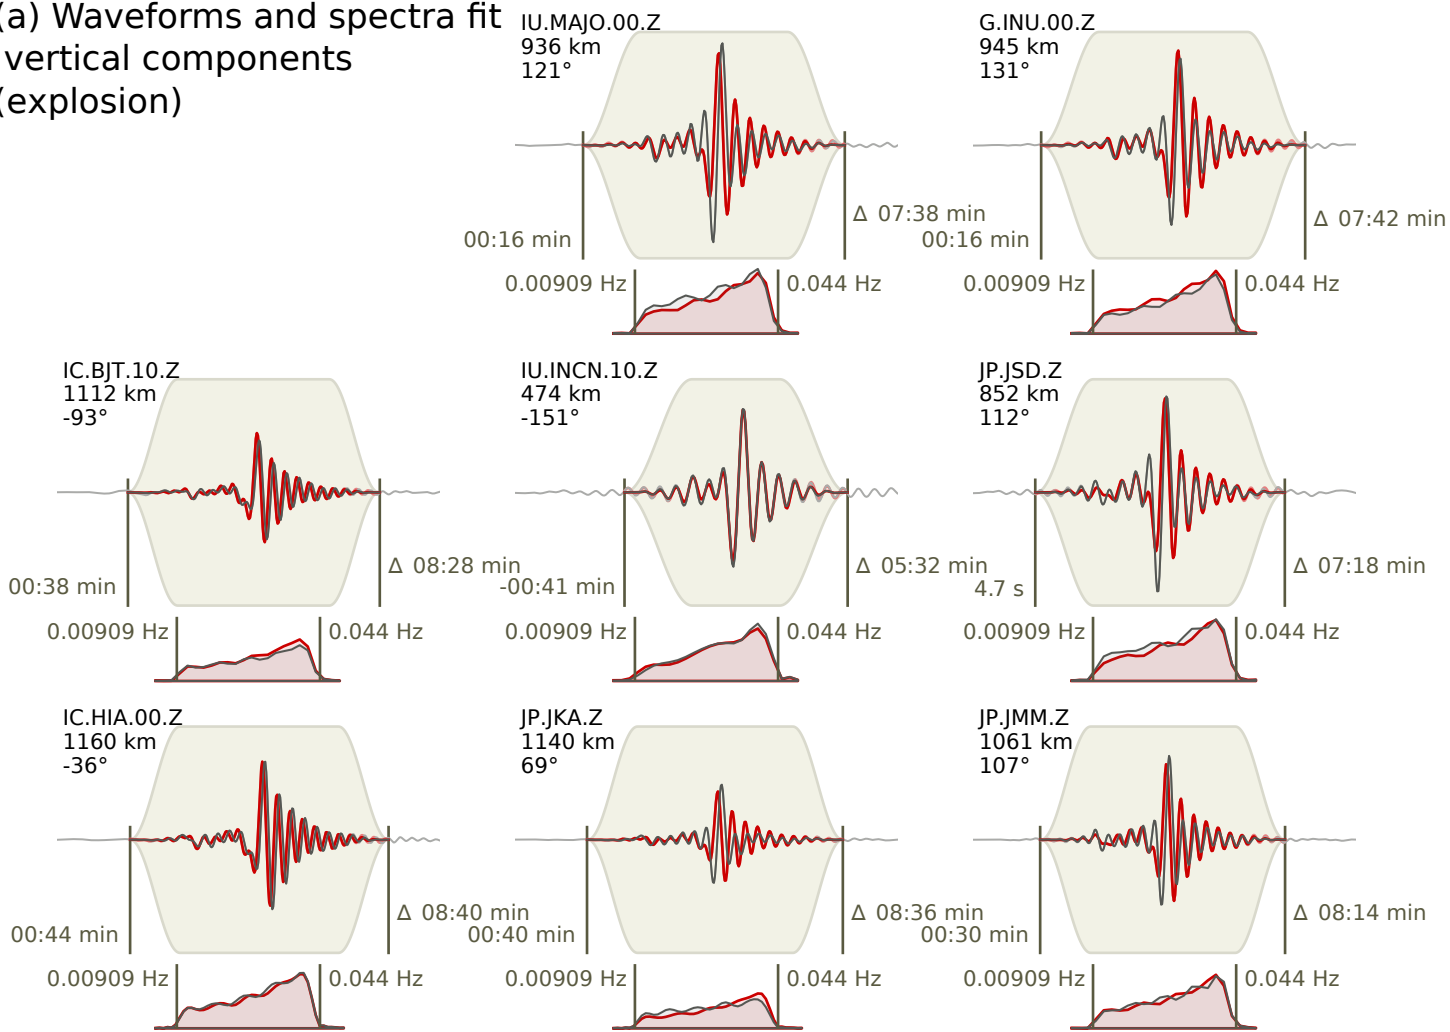 (a) Waveforms and spectra fit
vertical components
(explosion)
IU.MAJO.00.Z
936 km
121°
00:16 min
Δ 07:38 min
0.00909 Hz
0.044 Hz
G.INU.00.Z
945 km
131°
00:16 min
Δ 07:42 min
0.00909 Hz
0.044 Hz
IC.BJT.10.Z
1112 km
-93°
00:38 min
Δ 08:28 min
0.00909 Hz
0.044 Hz
IU.INCN.10.Z
474 km
-151°
-00:41 min
Δ 05:32 min
0.00909 Hz
0.044 Hz
JP.JSD.Z
852 km
112°
4.7 s
Δ 07:18 min
0.00909 Hz
0.044 Hz
IC.HIA.00.Z
1160 km
-36°
00:44 min
Δ 08:40 min
0.00909 Hz
0.044 Hz
JP.JKA.Z
1140 km
69°
00:40 min
Δ 08:36 min
0.00909 Hz
0.044 Hz
JP.JMM.Z
1061 km
107°
00:30 min
Δ 08:14 min
0.00909 Hz
0.044 Hz